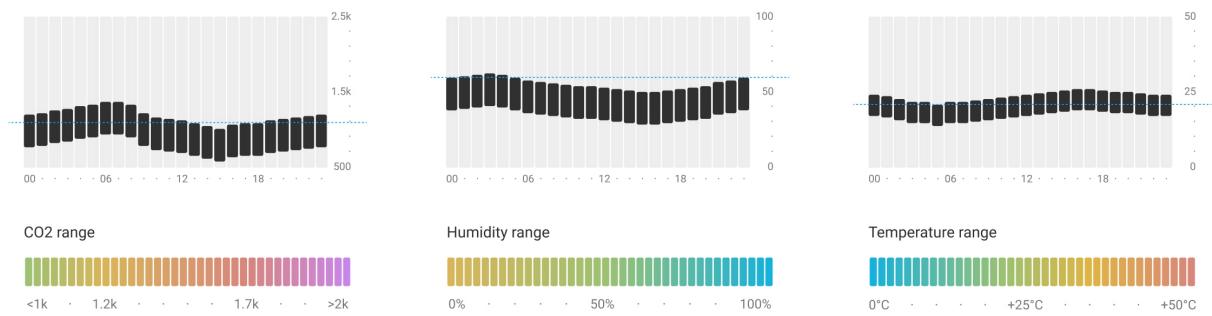 2.5k
1.5k
500
00 · · 06 · · 12 · · 18 · ·
CO2 range
<1k · 1.2k · · 1.7k · >2k
100
50
0
00 · · 06 · · 12 · · 18 · ·
Humidity range
0% · · 50% · · 100%
50
25
0
00 · · 06 · · 12 · · 18 · ·
Temperature range
0°C · · +25°C · · +50°C